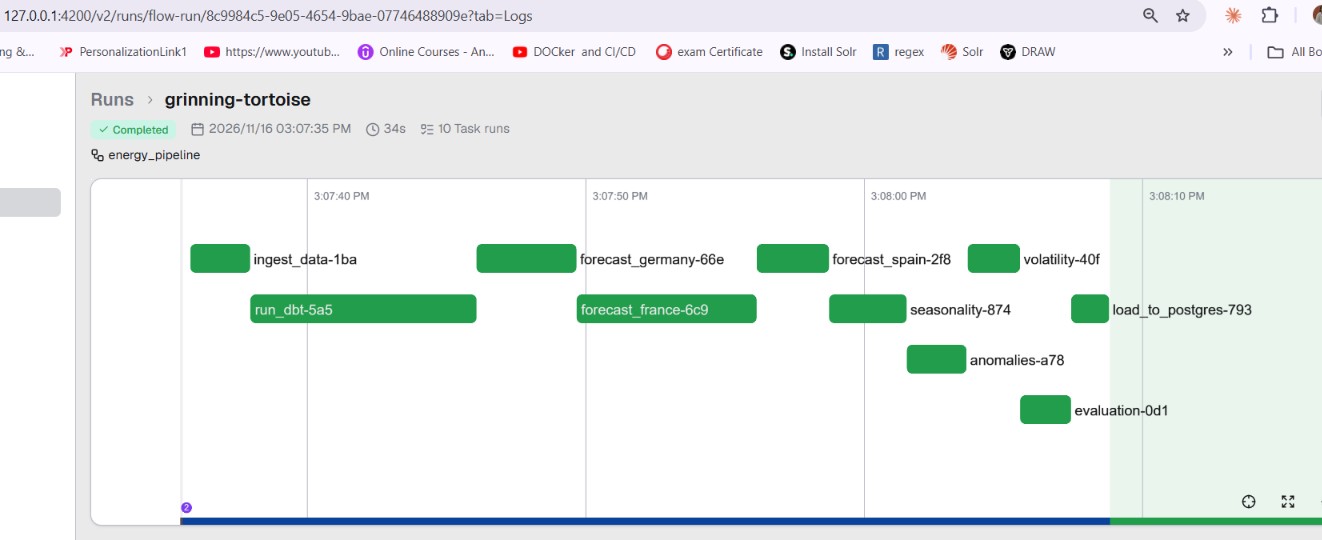 127.0.0.1:4200/v2/runs/flow-run/8c9984c5-9e05-4654-9bae-07746488909e?tab=Logs
ng &... PersonalizationLink1 https://www.youtub... Online Courses - An... DOCker and CI/CD exam Certificate Install Solr regex Solr DRAW » All Bo
Runs › grinning-tortoise
Completed 2026/11/16 03:07:35 PM 34s 10 Task runs
energy_pipeline
3:07:40 PM 3:07:50 PM 3:08:00 PM 3:08:10 PM
ingest_data-1ba forecast_germany-66e forecast_spain-2f8 volatility-40f
run_dbt-5a5 forecast_france-6c9 seasonality-874 load_to_postgres-793
anomalies-a78
evaluation-0d1
2